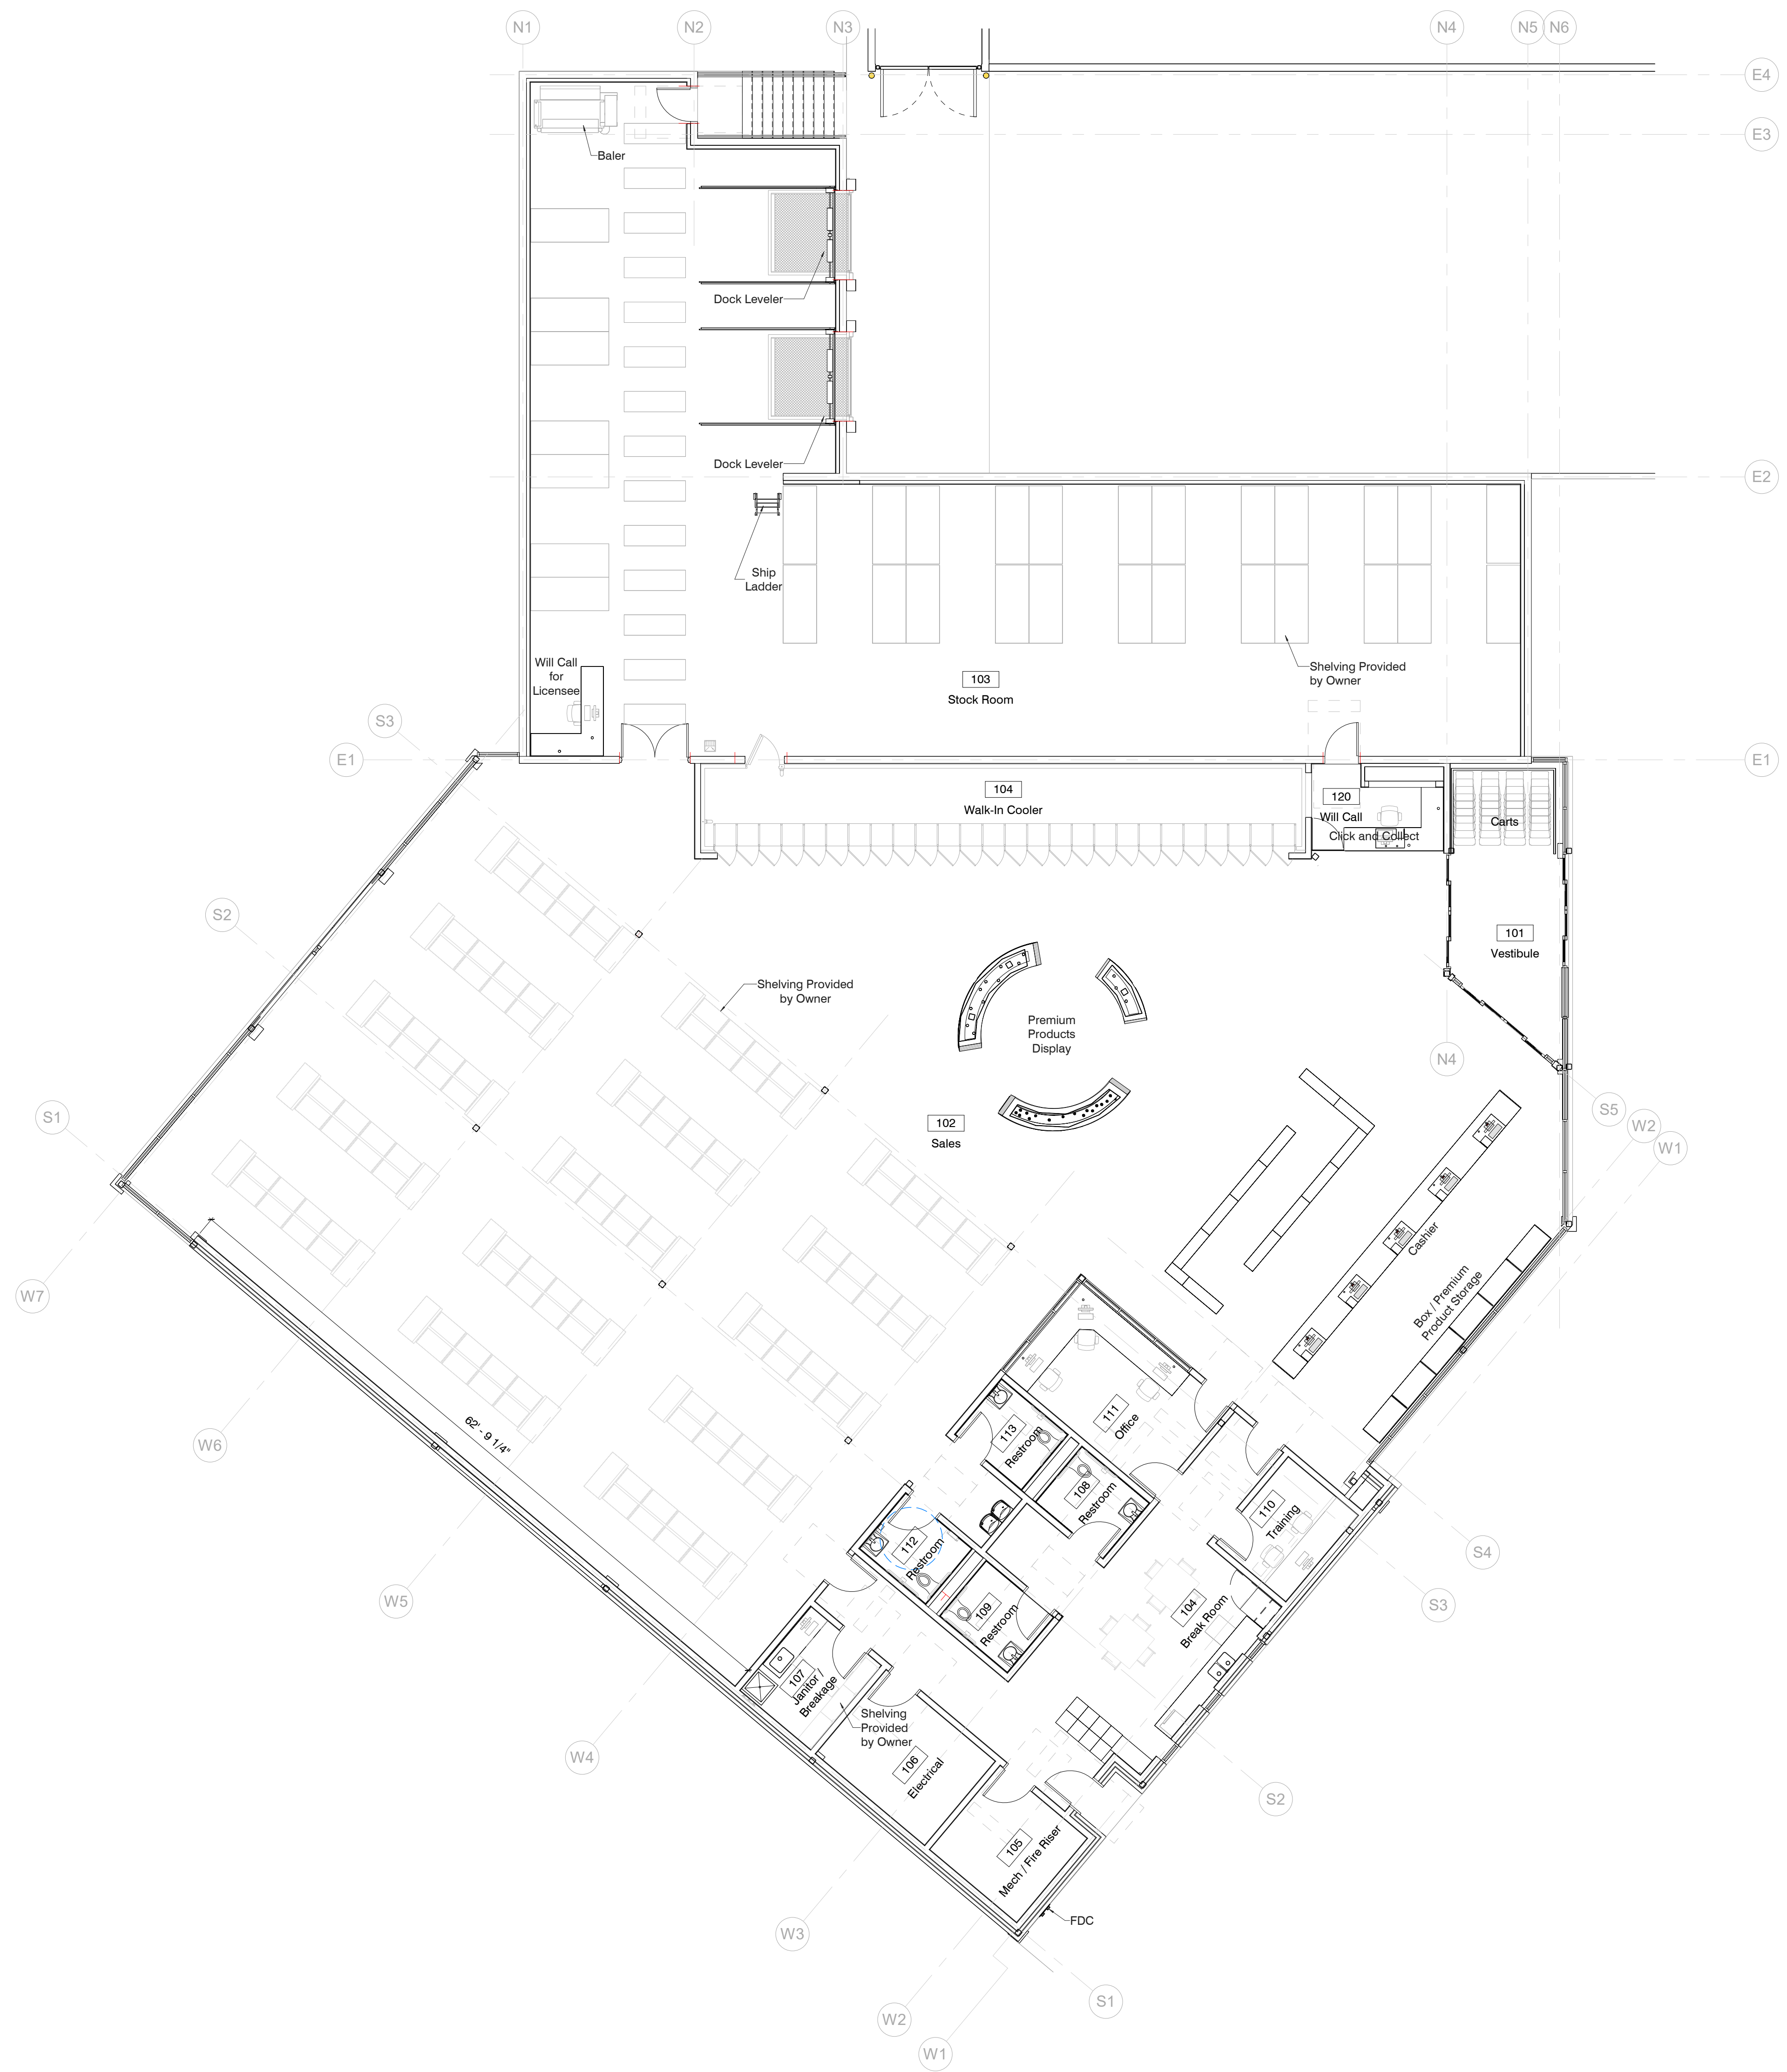 N1
N2
N3
N4
N5
N6
E4
E3
Baler
Dock Leveler
Dock Leveler
E2
Ship
Ladder
Will Call
for
Licensee
103
Stock Room
Shelving Provided
by Owner
S3
E1
E1
104
Walk-In Cooler
120
Will Call
Click and Collect
Carts
S2
101
Vestibule
Shelving Provided
by Owner
Premium
Products
Display
N4
S1
102
Sales
S5
W2
W1
Cashier
Box / Premium
Product Storage
W7
W6
62' - 9 1/4"
111
Office
113
Restroom
108
Restroom
110
Training
112
Restroom
S4
W5
109
Restroom
104
Break Room
S3
107
Janitor /
Breakage
Shelving
Provided
by Owner
W4
106
Electrical
S2
105
Mech / Fire Riser
FDC
W3
S1
W2
W1